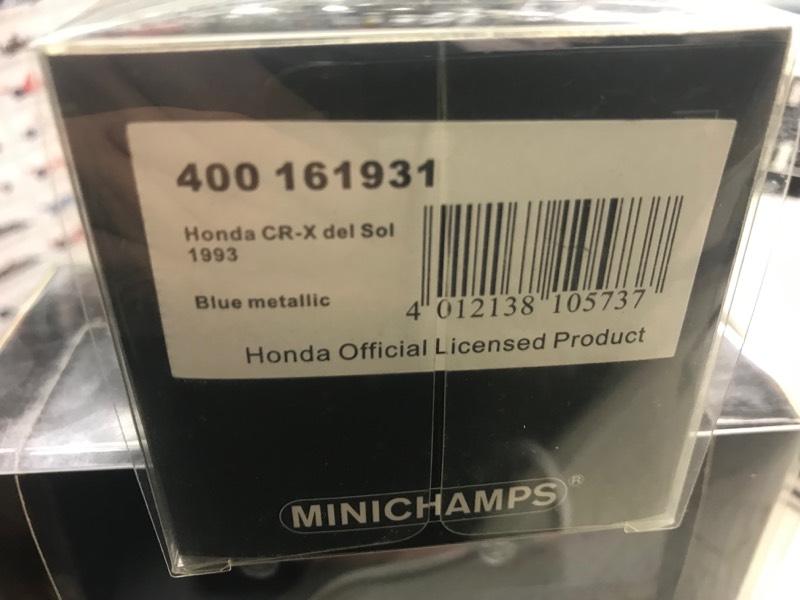 400 161931
Honda CR-X del Sol
1993
Blue metallic
4 012138 105737
Honda Official Licensed Product
MINICHAMPS®